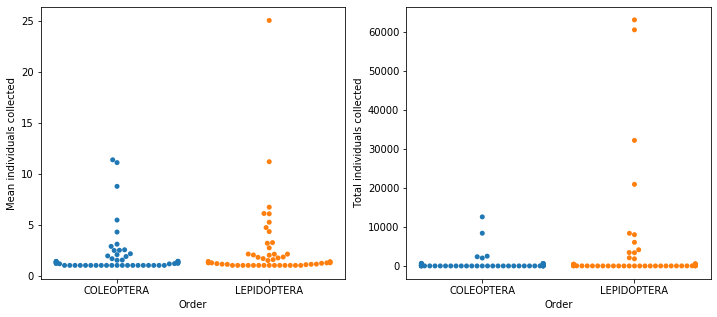 Mean individuals collected
25
20
15
10
5
0
COLEOPTERA LEPIDOPTERA
Order
Total individuals collected
60000
50000
40000
30000
20000
10000
0
COLEOPTERA LEPIDOPTERA
Order